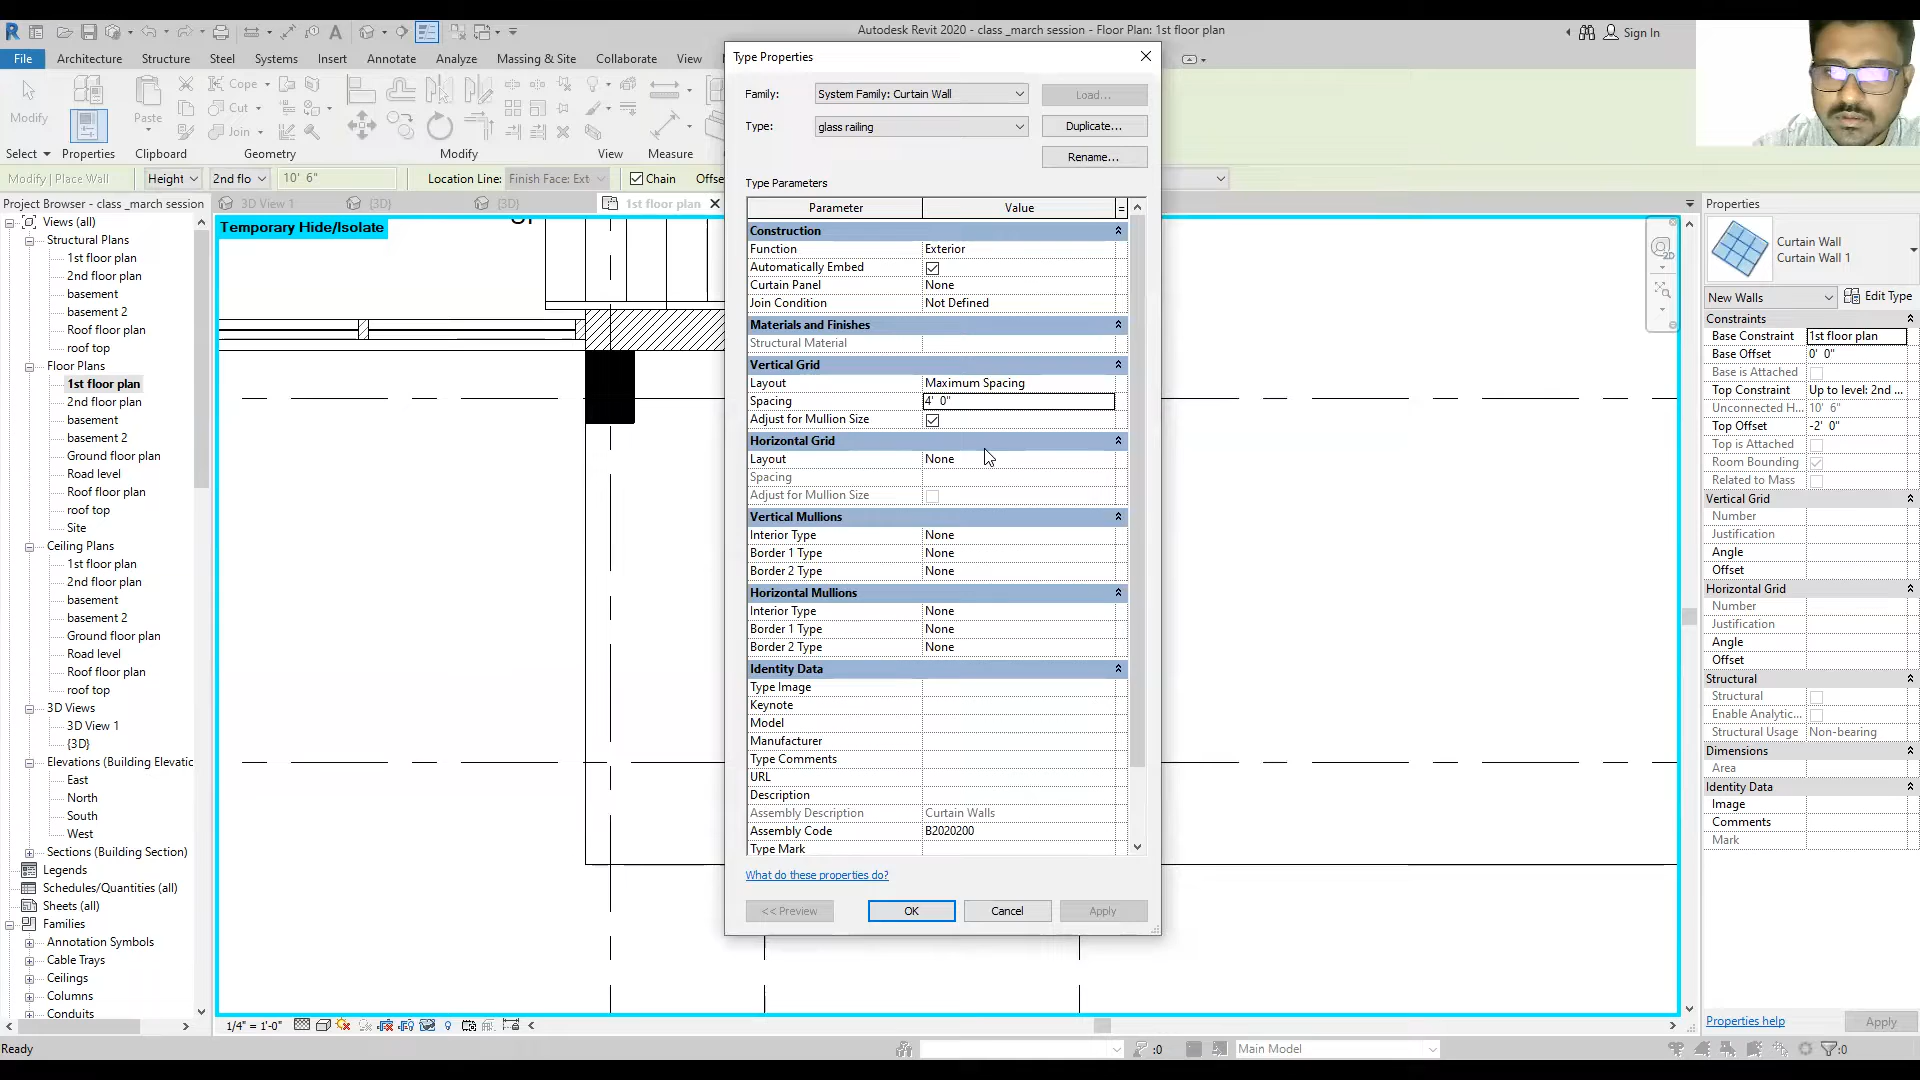 Autodesk Revit 2020 - class _march session - Floor Plan: 1st floor plan
Sign In
File Architecture Structure Steel Systems Insert Annotate Analyze Massing & Site Collaborate View
Modify
Paste
Cope
Cut
Join
Select Properties Clipboard Geometry Modify View Measure
Modify | Place Wall Height 2nd flo 10' 6" Location Line: Finish Face: Ext Chain Offse
Project Browser - class _march session
3D View 1 {3D} {3D} 1st floor plan
Temporary Hide/Isolate
Views (all)
Structural Plans
1st floor plan
2nd floor plan
basement
basement 2
Roof floor plan
roof top
Floor Plans
1st floor plan
2nd floor plan
basement
basement 2
Ground floor plan
Road level
Roof floor plan
roof top
Site
Ceiling Plans
1st floor plan
2nd floor plan
basement
basement 2
Ground floor plan
Road level
Roof floor plan
roof top
3D Views
3D View 1
{3D}
Elevations (Building Elevatic
East
North
South
West
Sections (Building Section)
Legends
Schedules/Quantities (all)
Sheets (all)
Families
Annotation Symbols
Cable Trays
Ceilings
Columns
Conduits
Type Properties
Family: System Family: Curtain Wall Load...
Type: glass railing Duplicate...
Rename...
Type Parameters
Parameter Value =
Construction
Function Exterior
Automatically Embed
Curtain Panel None
Join Condition Not Defined
Materials and Finishes
Structural Material
Vertical Grid
Layout Maximum Spacing
Spacing 4' 0"
Adjust for Mullion Size
Horizontal Grid
Layout None
Spacing
Adjust for Mullion Size
Vertical Mullions
Interior Type None
Border 1 Type None
Border 2 Type None
Horizontal Mullions
Interior Type None
Border 1 Type None
Border 2 Type None
Identity Data
Type Image
Keynote
Model
Manufacturer
Type Comments
URL
Description
Assembly Description Curtain Walls
Assembly Code B2020200
Type Mark
What do these properties do?
<< Preview OK Cancel Apply
Properties
Curtain Wall
Curtain Wall 1
New Walls Edit Type
Constraints
Base Constraint 1st floor plan
Base Offset 0' 0"
Base is Attached
Top Constraint Up to level: 2nd ...
Unconnected H... 10' 6"
Top Offset -2' 0"
Top is Attached
Room Bounding
Related to Mass
Vertical Grid
Number
Justification
Angle
Offset
Horizontal Grid
Number
Justification
Angle
Offset
Structural
Structural
Enable Analytic...
Structural Usage Non-bearing
Dimensions
Area
Identity Data
Image
Comments
Mark
Properties help Apply
2D
1/4" = 1'-0"
Ready
:0
Main Model
:0